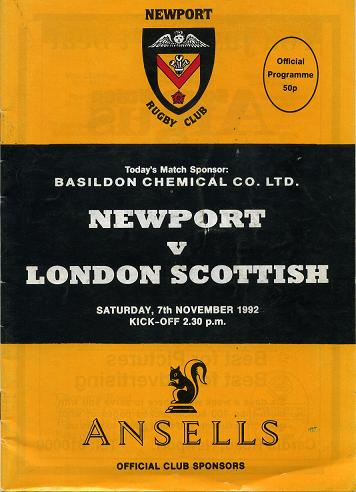 NEWPORT
RUGBY CLUB
Official
Programme
50p
Today's Match Sponsor:
BASILDON CHEMICAL CO. LTD.
NEWPORT
v
LONDON SCOTTISH
SATURDAY, 7th NOVEMBER 1992
KICK-OFF 2.30 p.m.
ANSELLS
OFFICIAL CLUB SPONSORS